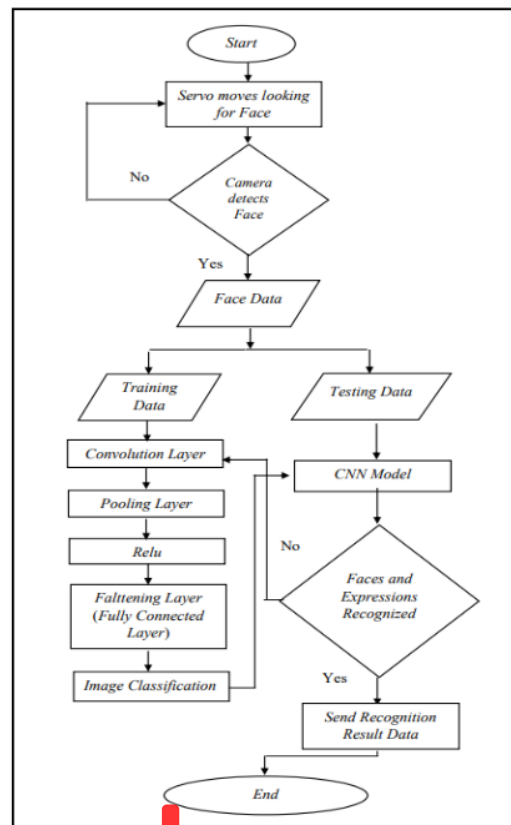 Start
Servo moves looking
for Face
No
Camera
detects
Face
Yes
Face Data
Training
Data
Testing Data
Convolution Layer
CNN Model
Pooling Layer
No
Relu
Faces and
Expressions
Recognized
Falttening Layer
(Fully Connected
Layer)
Image Classification
Yes
Send Recognition
Result Data
End